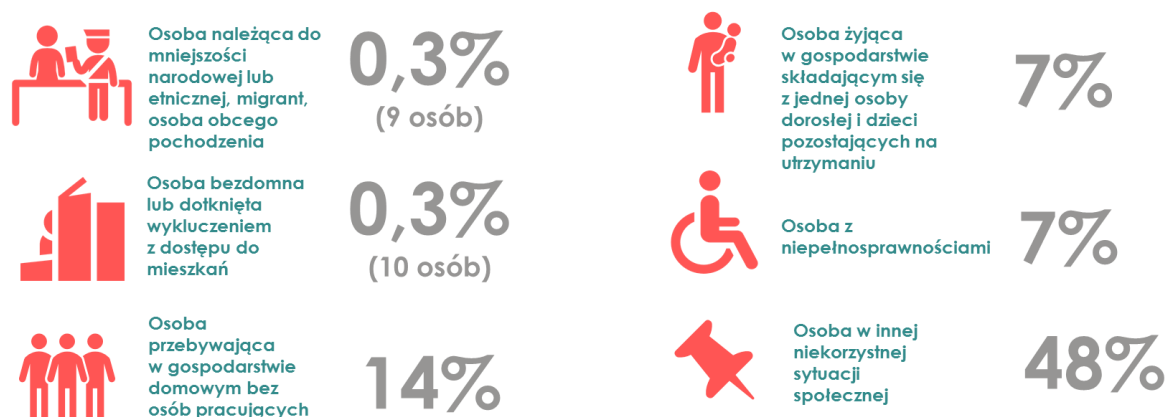 Osoba należąca do
mniejszości
narodowej lub
etnicznej, migrant,
osoba obcego
pochodzenia
0,3%
(9 osób)
Osoba bezdomna
lub dotknięta
wykluczeniem
z dostępu do
mieszkań
0,3%
(10 osób)
Osoba
przebywająca
w gospodarstwie
domowym bez
osób pracujących
14%
Osoba żyjąca
w gospodarstwie
składającym się
z jednej osoby
dorosłej i dzieci
pozostających na
utrzymaniu
7%
Osoba z
niepełnosprawnościami
7%
Osoba w innej
niekorzystnej
sytuacji
społecznej
48%